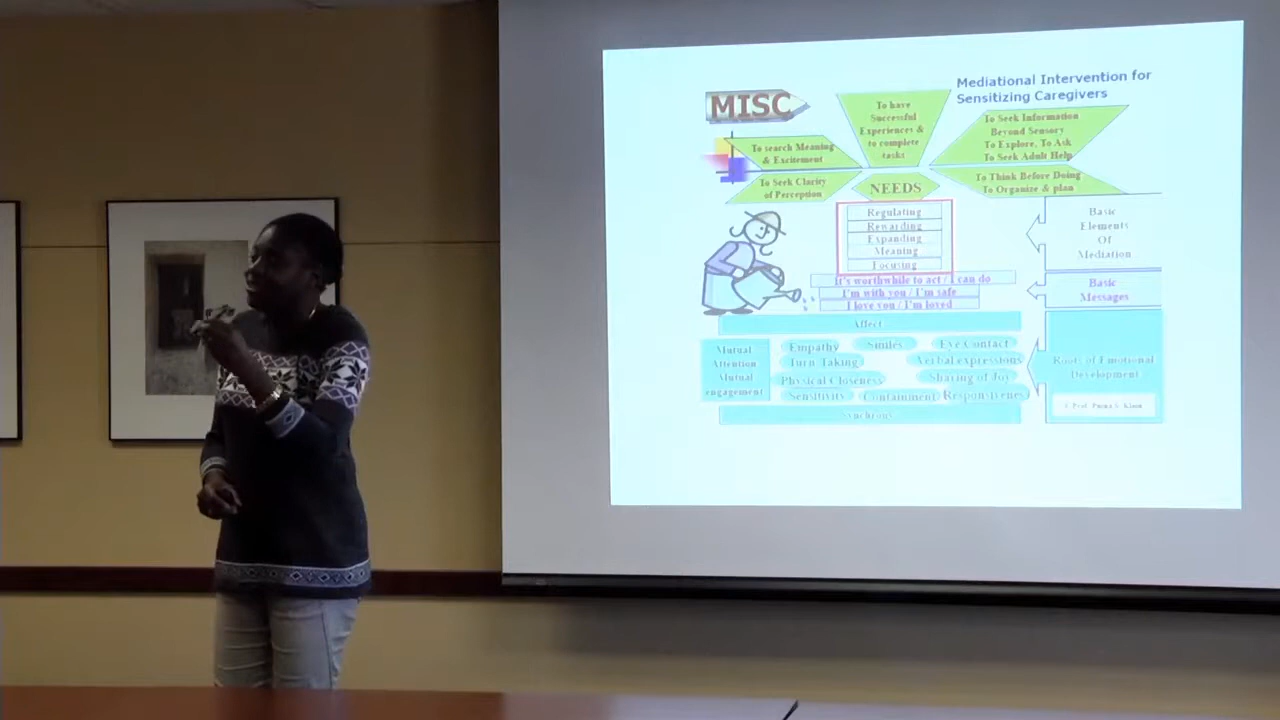 MISC
Mediational Intervention for
Sensitizing Caregivers
To have
Successful
Experiences &
to complete
tasks
To Seek Information
Beyond Sensory
To Explore, To Ask
To Seek Adult Help
To search Meaning
& Excitement
To Seek Clarity
of Perception
NEEDS
To Think Before Doing
To Organize & plan
Regulating
Rewarding
Expanding
Meaning
Focusing
Basic
Elements
Of
Mediation
It's worthwhile to act / I can do
I'm with you / I'm safe
I love you / I'm loved
Basic
Messages
Affect
Mutual
Attention
Mutual
engagement
Empathy
Smiles
Eye Contact
Turn Taking
Verbal expressions
Physical Closeness
Sharing of Joy
Sensitivity
Containment
Responsiveness
Synchrony
Roots of Emotional
Development
Prof.